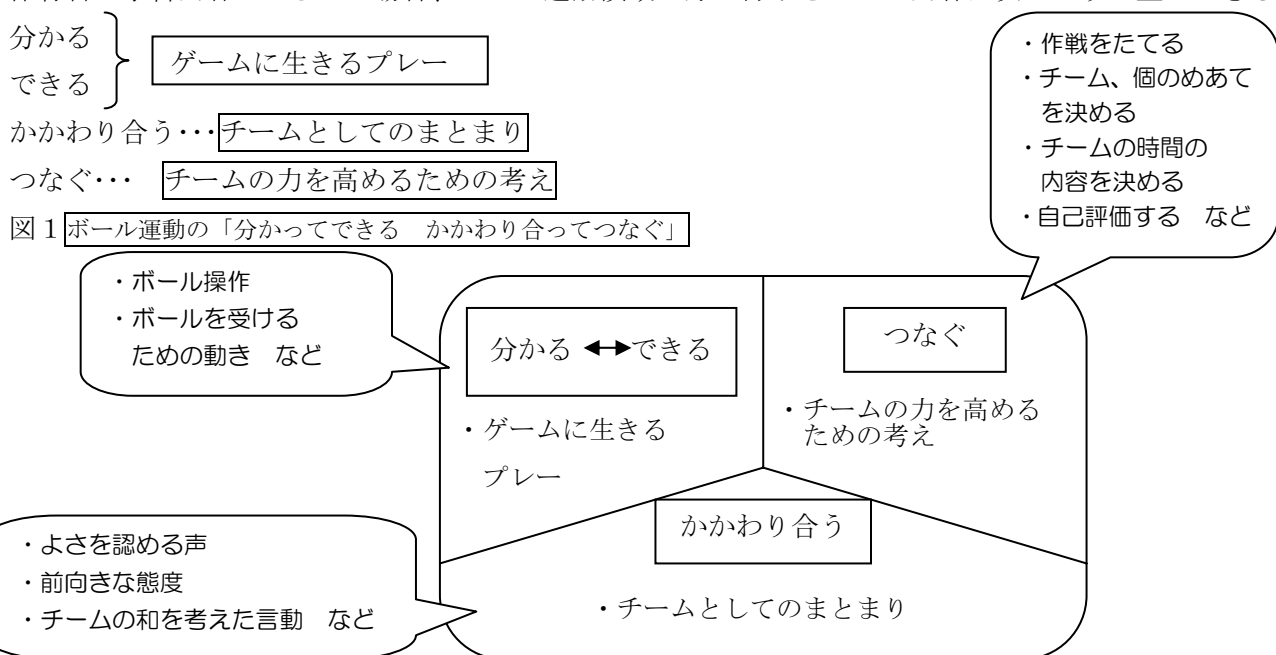 分かる
できる
ゲームに生きるプレー
かかわり合う･･･チームとしてのまとまり
つなぐ･･･ チームの力を高めるための考え
図１ボール運動の「分かってできる　かかわり合ってつなぐ」
・作戦をたてる
・チーム、個のめあて
を決める
・チームの時間の
内容を決める
・自己評価する　など
・ボール操作
・ボールを受ける
ための動き　など
分かる ⟷できる
・ゲームに生きる
プレー
つなぐ
・チームの力を高める
ための考え
かかわり合う
・チームとしてのまとまり
・よさを認める声
・前向きな態度
・チームの和を考えた言動　など